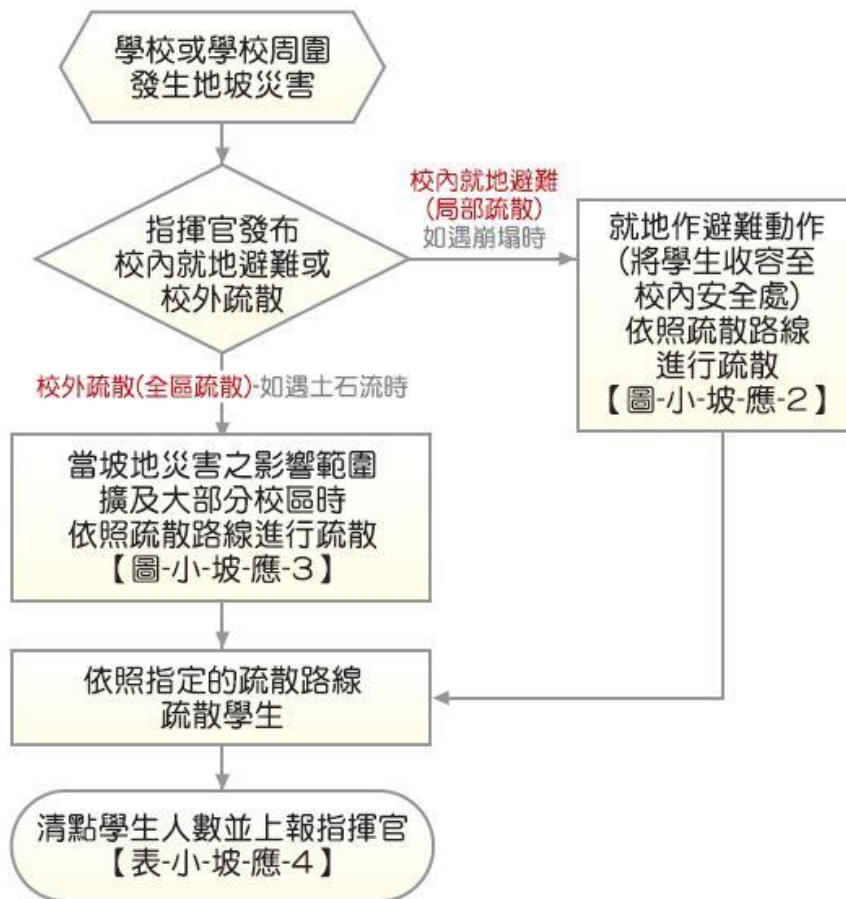 學校或學校周圍
發生地坡災害
指揮官發布
校內就地避難或
校外疏散
校內就地避難
(局部疏散)
如遇崩塌時
就地作避難動作
(將學生收容至
校內安全處)
依照疏散路線
進行疏散
【圖-小-坡-應-2】
校外疏散(全區疏散)-如遇土石流時
當坡地災害之影響範圍
擴及大部分校區時
依照疏散路線進行疏散
【圖-小-坡-應-3】
依照指定的疏散路線
疏散學生
清點學生人數並上報指揮官
【表-小-坡-應-4】